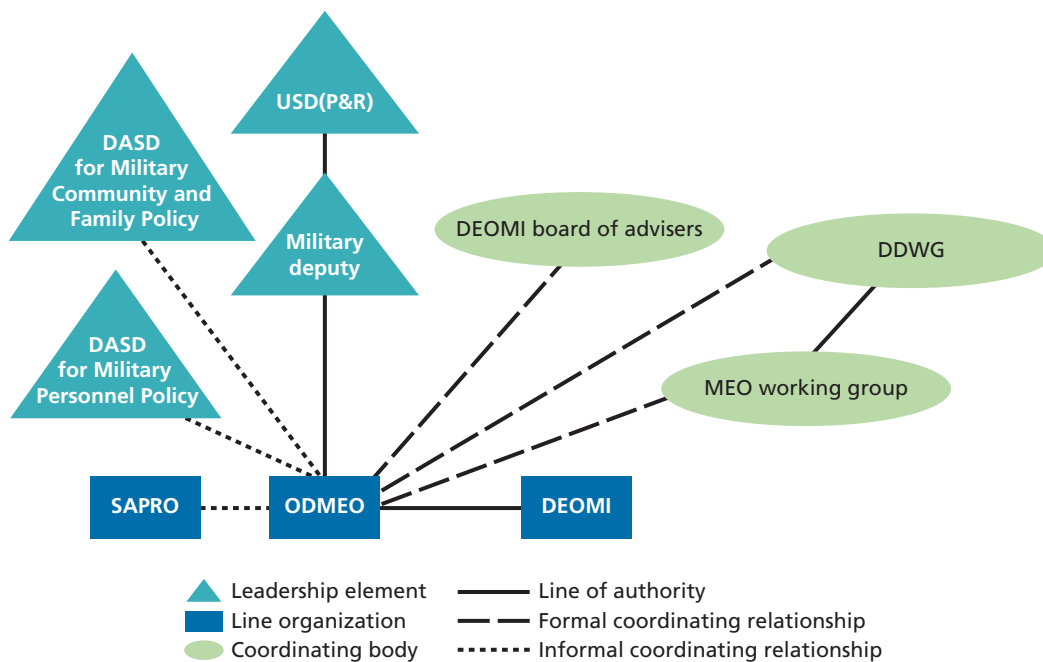 USD(P&R)
DASD
for Military
Community and
Family Policy
Military
deputy
DEOMI board of advisers
DDWG
DASD
for Military
Personnel Policy
MEO working group
SAPRO
ODMEO
DEOMI
Leadership element
Line organization
Coordinating body
Line of authority
Formal coordinating relationship
Informal coordinating relationship